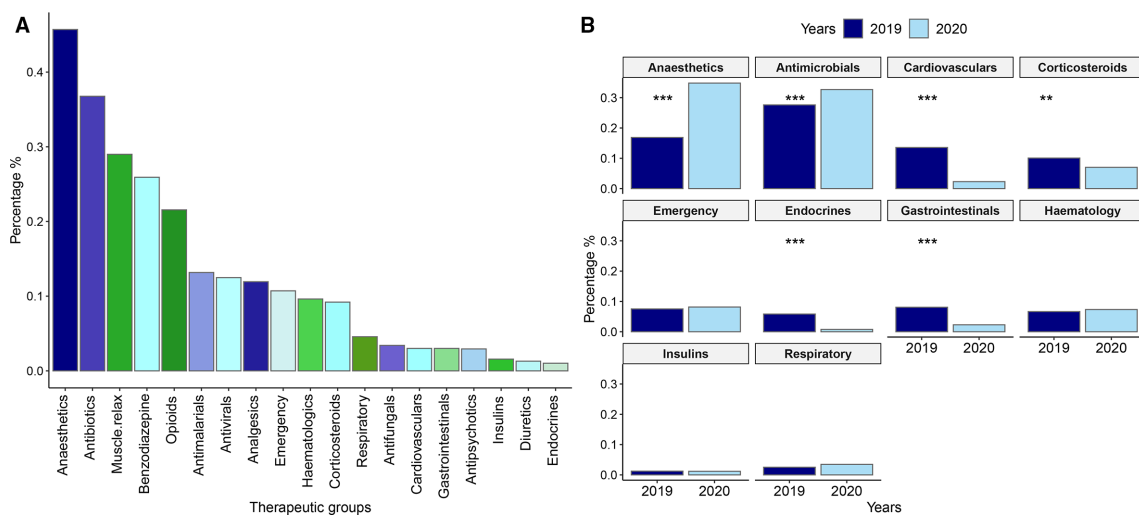 A
Percentage %
0.4
0.3
0.2
0.1
0.0
Anaesthetics
Antibiotics
Muscle.relax
Benzodiazepine
Opioids
Antimalarials
Antivirals
Analgesics
Emergency
Haematologics
Corticosteroids
Respiratory
Antifungals
Cardiovasculars
Gastrointestinals
Antipsychotics
Insulins
Diuretics
Endocrines
Therapeutic groups
B
Years 2019 2020
Percentage %
Anaesthetics Antimicrobials Cardiovasculars Corticosteroids
0.3
*** *** *** **
0.2
0.1
0.0
Emergency Endocrines Gastrointestinals Haematology
0.3
*** ***
0.2
0.1
0.0
2019 2020 2019 2020
Insulins Respiratory
0.3
0.2
0.1
0.0
2019 2020 2019 2020
Years